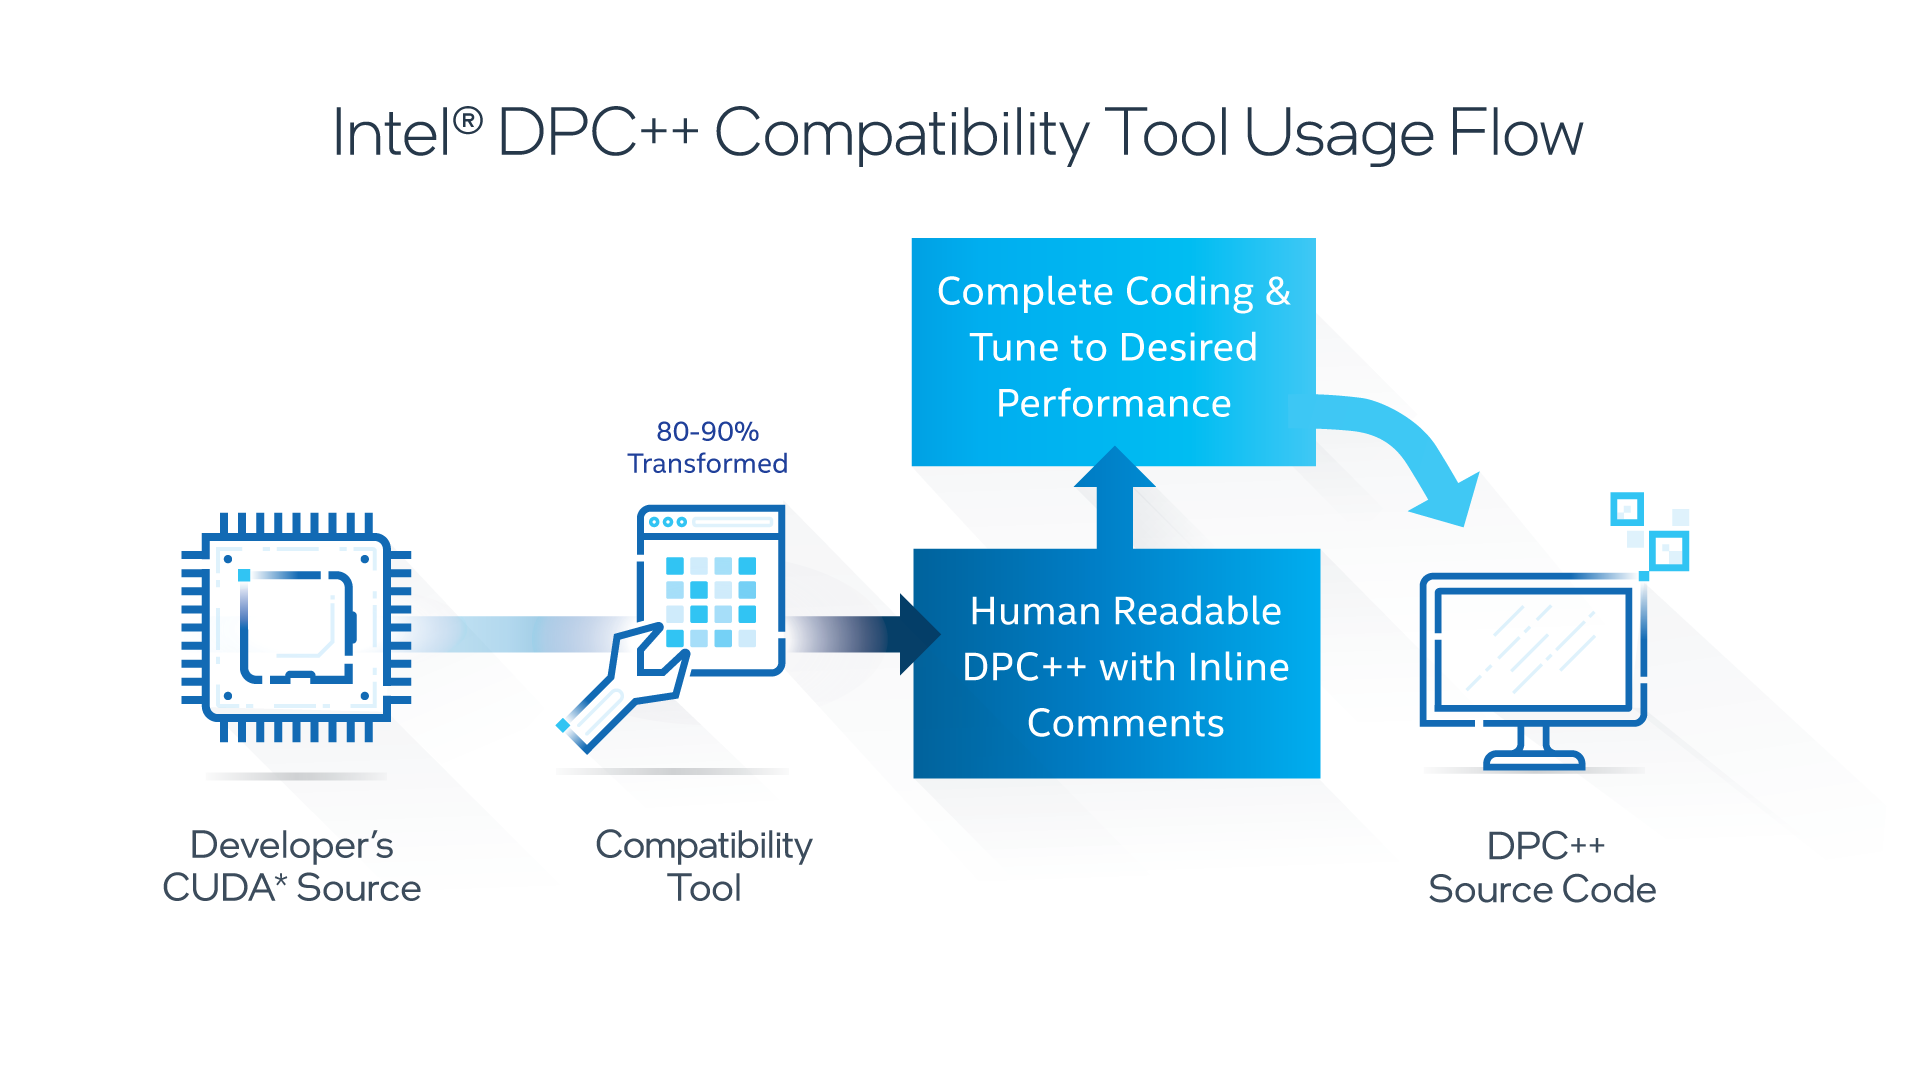 Intel® DPC++ Compatibility Tool Usage Flow
Complete Coding &
Tune to Desired
Performance
80-90%
Transformed
Human Readable
DPC++ with Inline
Comments
Developer’s
CUDA* Source
Compatibility
Tool
DPC++
Source Code